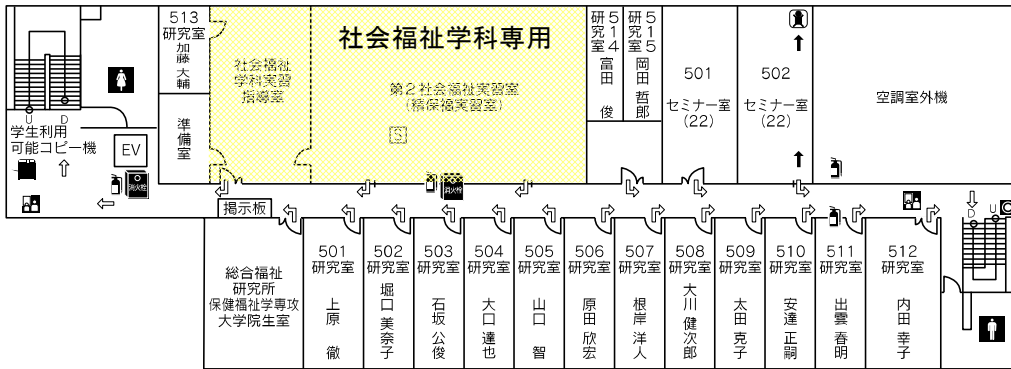 513
研究室
加藤 大輔
準備室
社会福祉学科専用
社会福祉
学科実習
指導室
第2社会福祉実習室
(精保福実習室)
S
514
研究室
富田 俊
515
研究室
岡田 哲郎
501
セミナー室
(22)
502
セミナー室
(22)
空調室外機
U D
学生利用
可能コピー機
EV
消火栓
消火栓
掲示板
D U
総合福祉
研究所
保健福祉学専攻
大学院生室
501
研究室
上原 徹
502
研究室
堀口 美奈子
503
研究室
石坂 公俊
504
研究室
大口 達也
505
研究室
山口 智
506
研究室
原田 欣宏
507
研究室
根岸 洋人
508
研究室
大川 健次郎
509
研究室
太田 克子
510
研究室
安達 正嗣
511
研究室
出雲 春明
512
研究室
内田 幸子